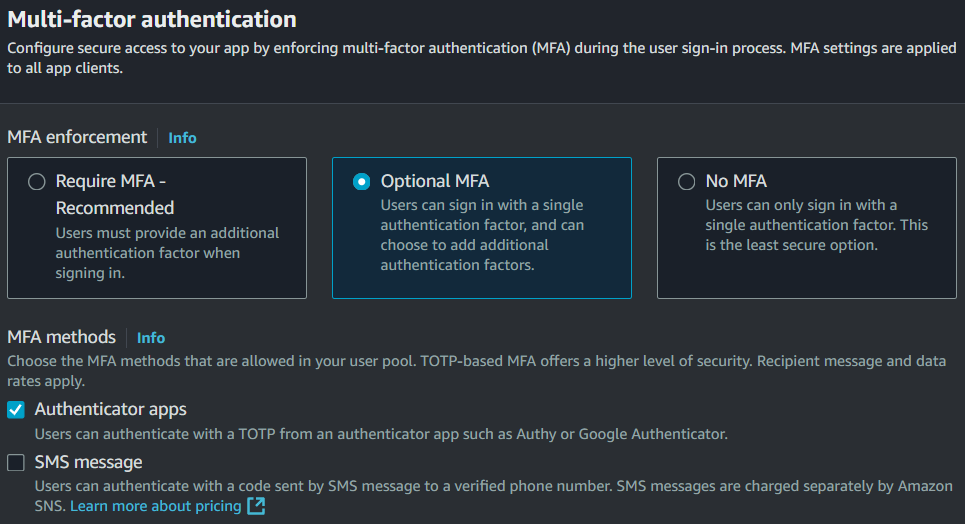 Multi-factor authentication
Configure secure access to your app by enforcing multi-factor authentication (MFA) during the user sign-in process. MFA settings are applied
to all app clients.
MFA enforcement
Info
Require MFA -
Recommended
Users must provide an additional
authentication factor when
signing in.
Optional MFA
Users can sign in with a single
authentication factor, and can
choose to add additional
authentication factors.
No MFA
Users can only sign in with a
single authentication factor. This
is the least secure option.
MFA methods
Info
Choose the MFA methods that are allowed in your user pool. TOTP-based MFA offers a higher level of security. Recipient message and data
rates apply.
Authenticator apps
Users can authenticate with a TOTP from an authenticator app such as Authy or Google Authenticator.
SMS message
Users can authenticate with a code sent by SMS message to a verified phone number. SMS messages are charged separately by Amazon
SNS. Learn more about pricing